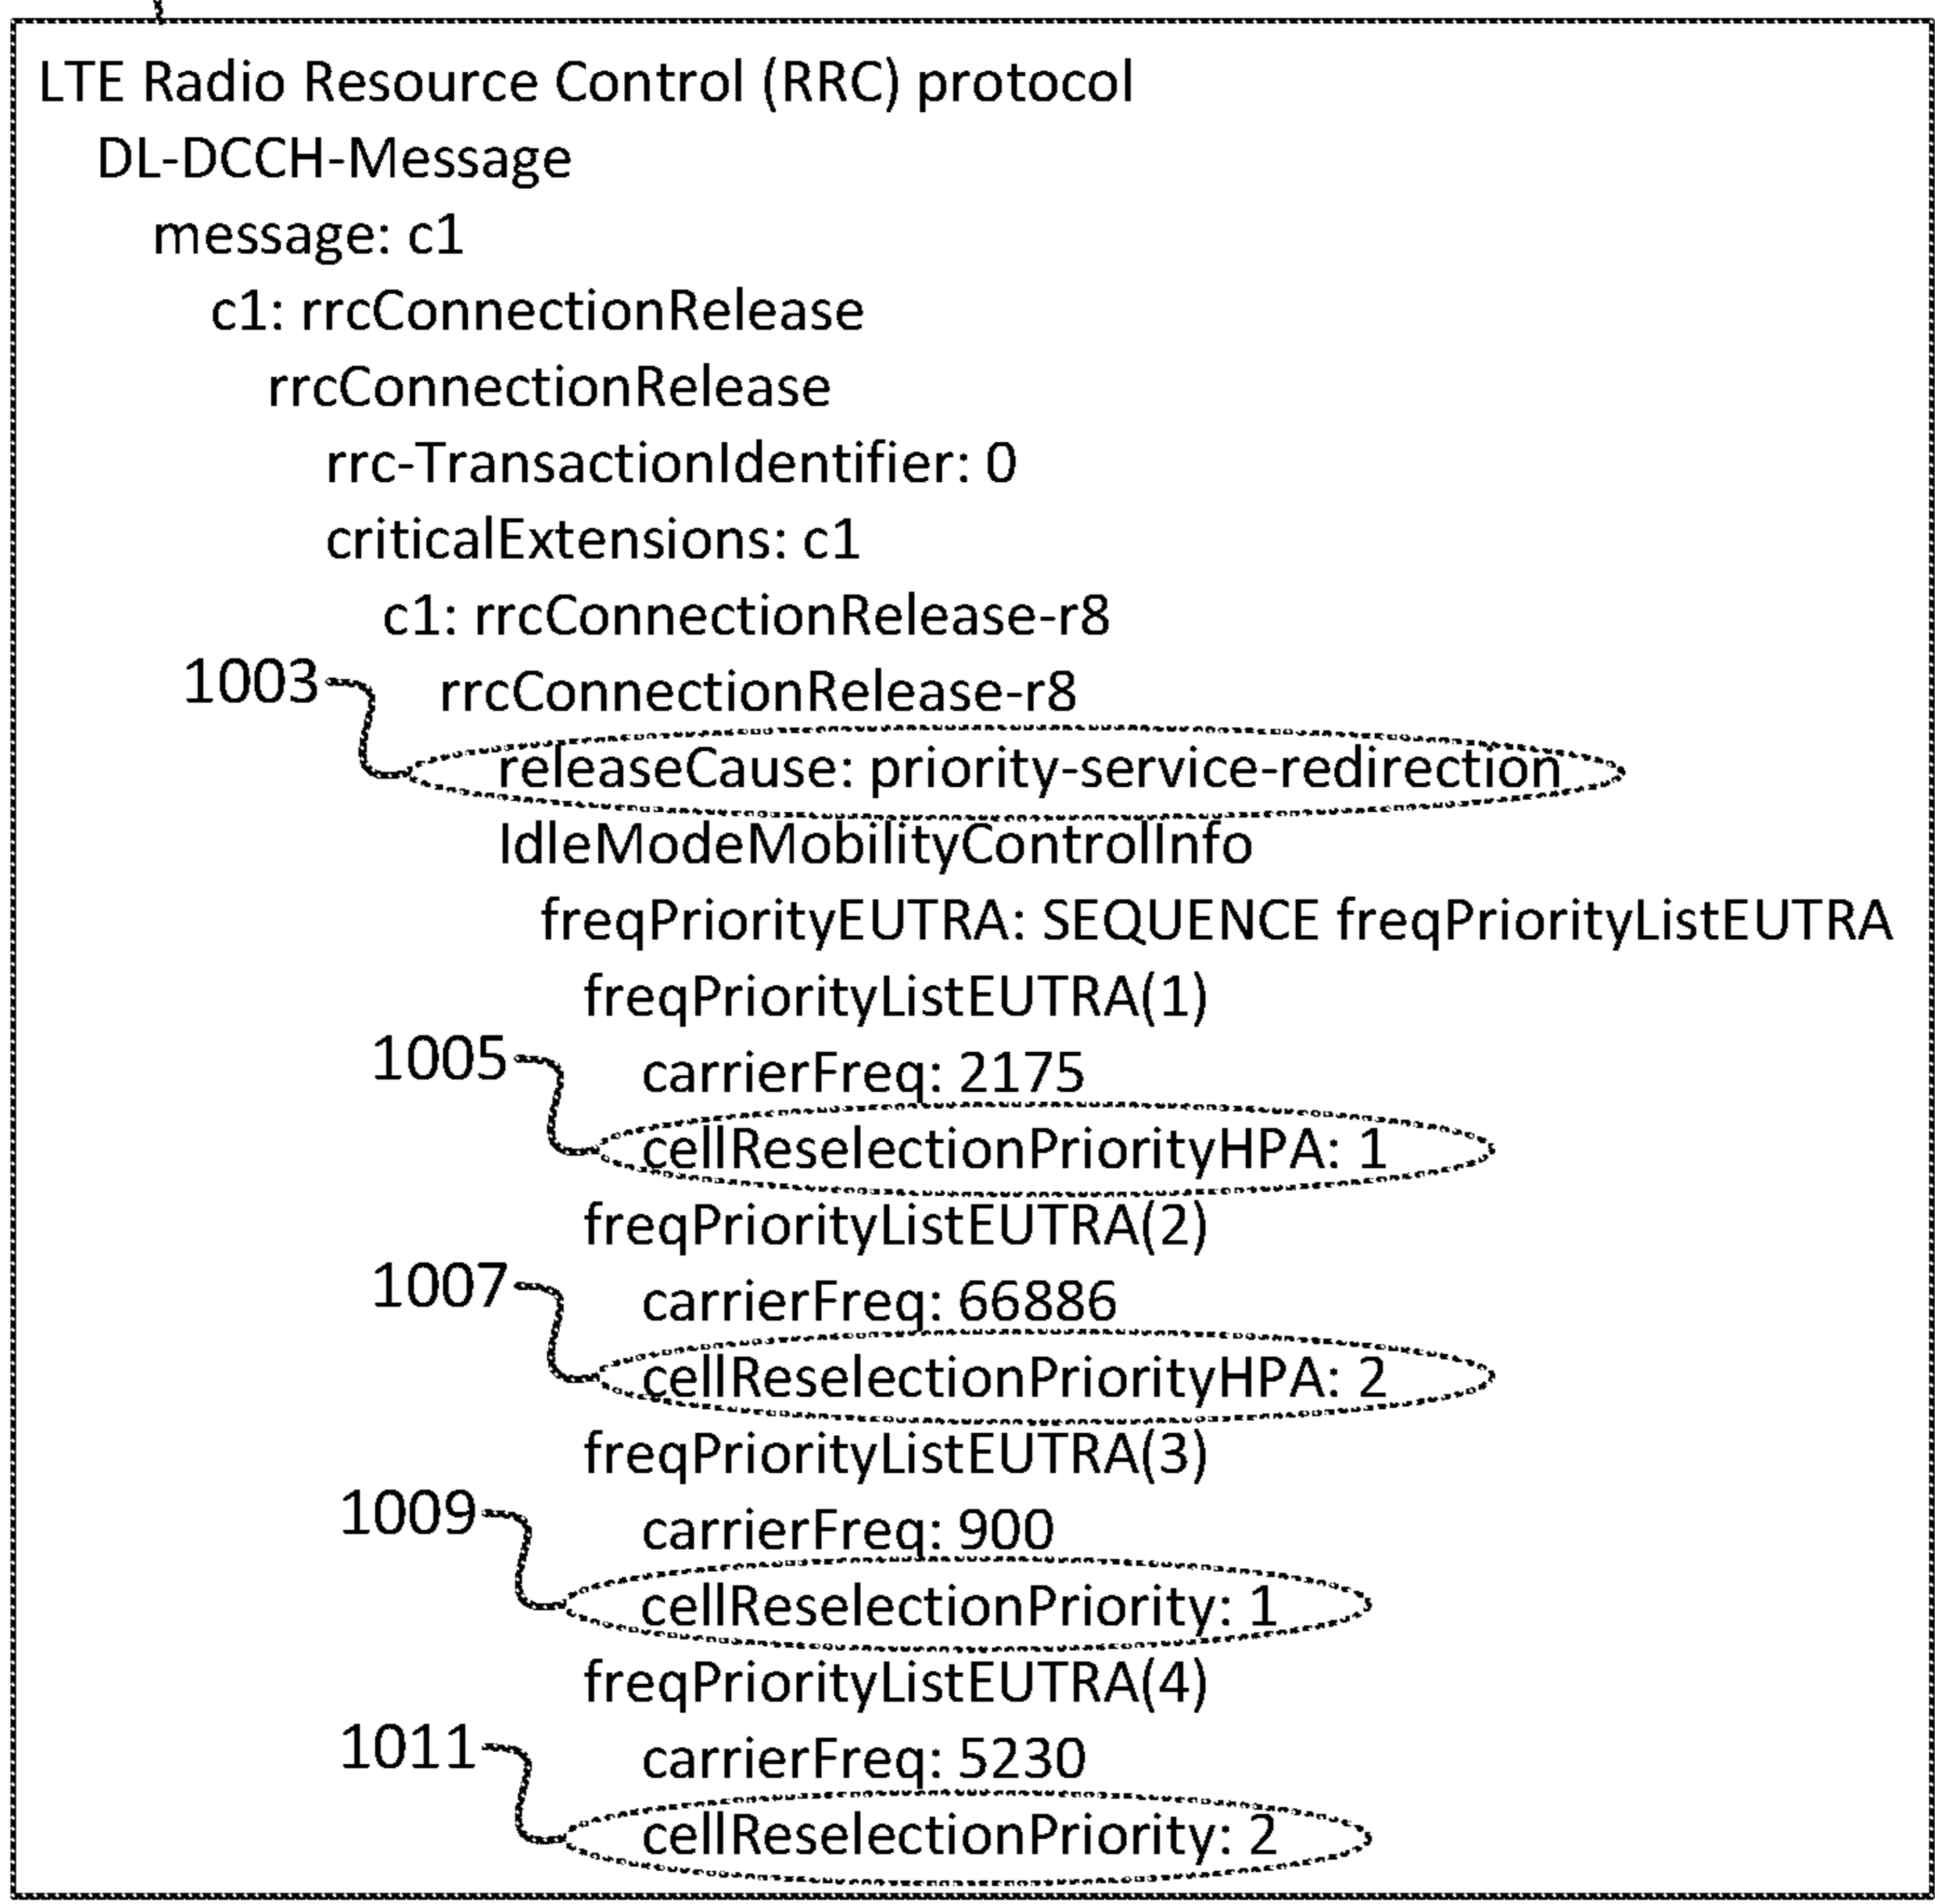 LTE Radio Resource Control (RRC) protocol
DL-DCCH-Message
message: c1
c1: rrcConnectionRelease
rrcConnectionRelease
rrc-TransactionIdentifier: 0
criticalExtensions: c1
c1: rrcConnectionRelease-r8
1003
rrcConnectionRelease-r8
releaseCause: priority-service-redirection
IdleModeMobilityControlInfo
freqPriorityEUTRA: SEQUENCE freqPriorityListEUTRA
freqPriorityListEUTRA(1)
1005
carrierFreq: 2175
cellReselectionPriorityHPA: 1
freqPriorityListEUTRA(2)
1007
carrierFreq: 66886
cellReselectionPriorityHPA: 2
freqPriorityListEUTRA(3)
1009
carrierFreq: 900
cellReselectionPriority: 1
freqPriorityListEUTRA(4)
1011
carrierFreq: 5230
cellReselectionPriority: 2